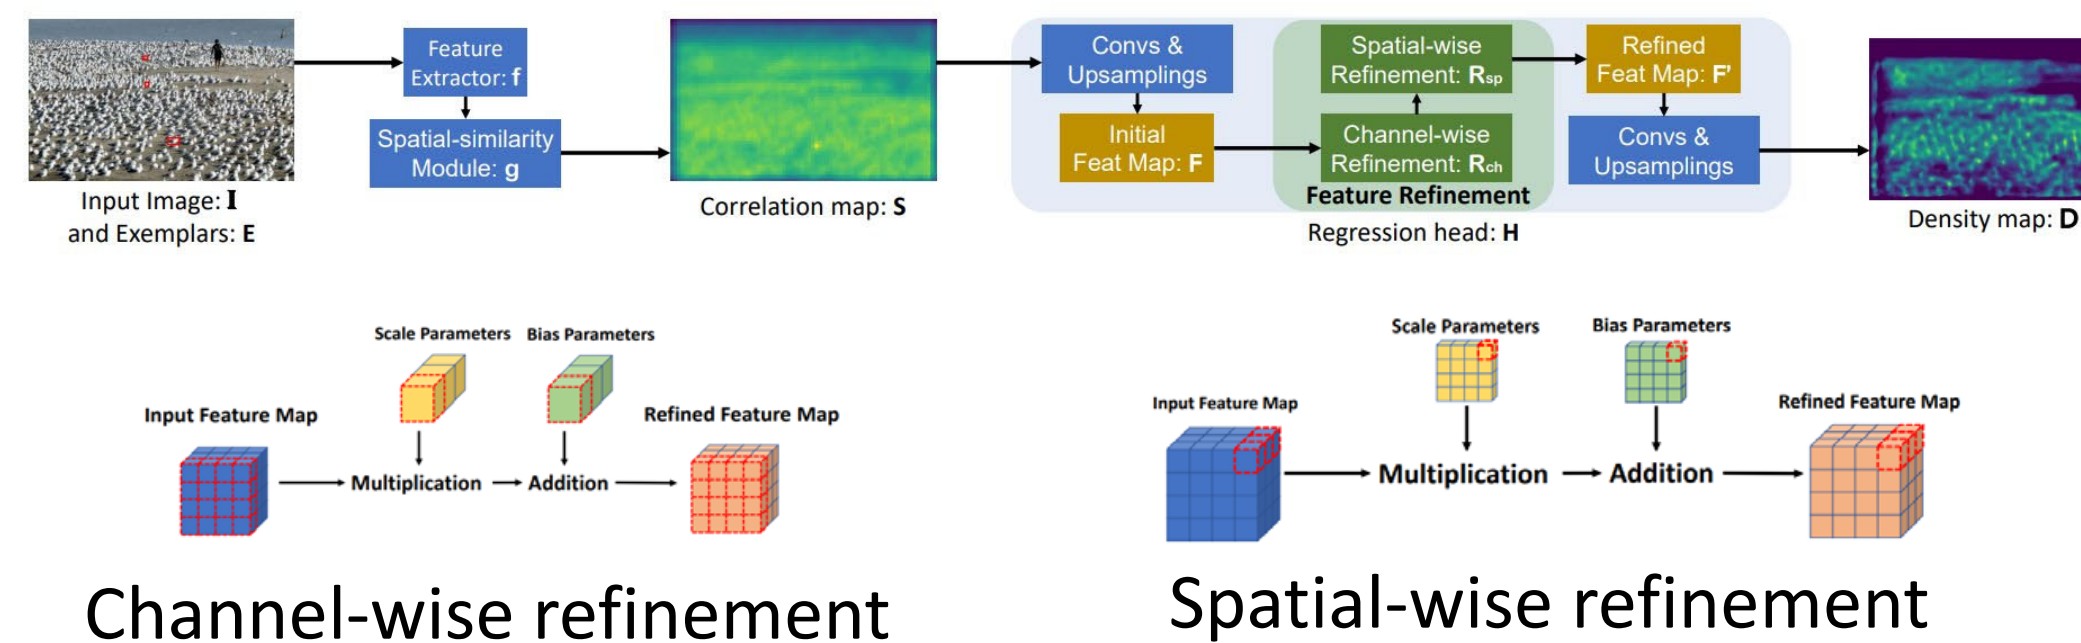 Feature
Extractor: f
Spatial-similarity
Module: g
Input Image: I
and Exemplars: E
Correlation map: S
Convs &
Upsamplings
Initial
Feat Map: F
Spatial-wise
Refinement: Rsp
Channel-wise
Refinement: Rch
Feature Refinement
Regression head: H
Refined
Feat Map: F'
Convs &
Upsamplings
Density map: D
Scale Parameters
Bias Parameters
Input Feature Map
Refined Feature Map
Multiplication
Addition
Channel-wise refinement
Scale Parameters
Bias Parameters
Input Feature Map
Refined Feature Map
Multiplication
Addition
Spatial-wise refinement